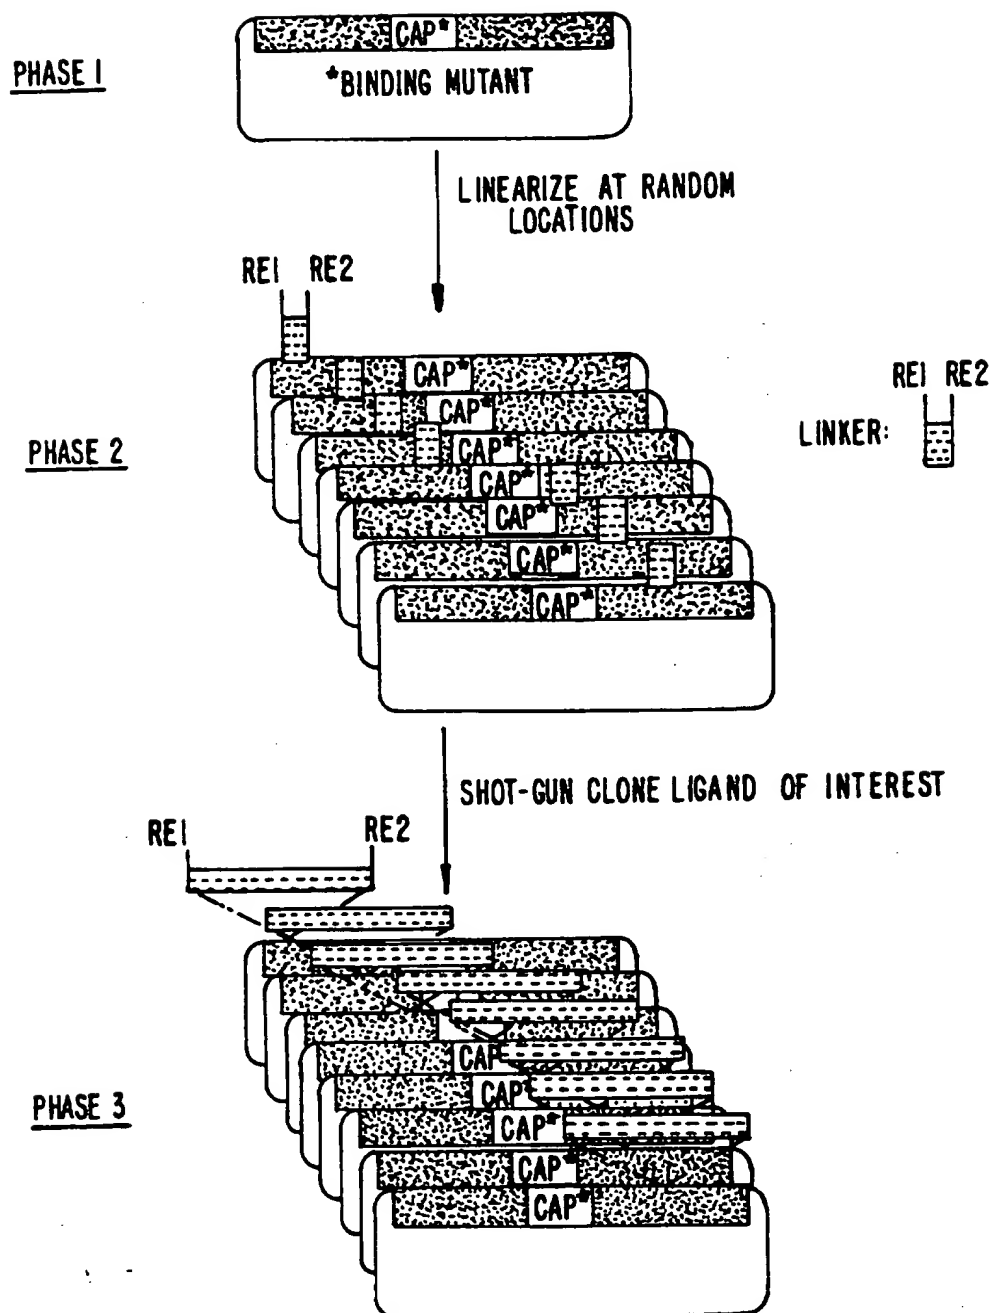 CAP*
PHASE 1
*BINDING MUTANT
LINEARIZE AT RANDOM
LOCATIONS
RE1 RE2
CAP*
CAP*
CAP*
CAP*
CAP*
CAP*
CAP*
PHASE 2
LINKER:
RE1 RE2
SHOT-GUN CLONE LIGAND OF INTEREST
RE1
RE2
CAP
CAP*
CAP*
CAP*
CAP*
PHASE 3